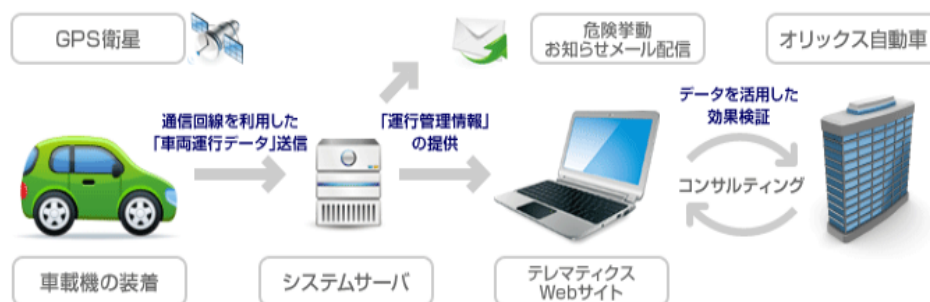 GPS衛星
危険挙動
お知らせメール配信
オリックス自動車
通信回線を利用した
「車両運行データ」送信
「運行管理情報」
の提供
データを活用した
効果検証
コンサルティング
車載機の装着
システムサーバ
テレマティクス
Webサイト